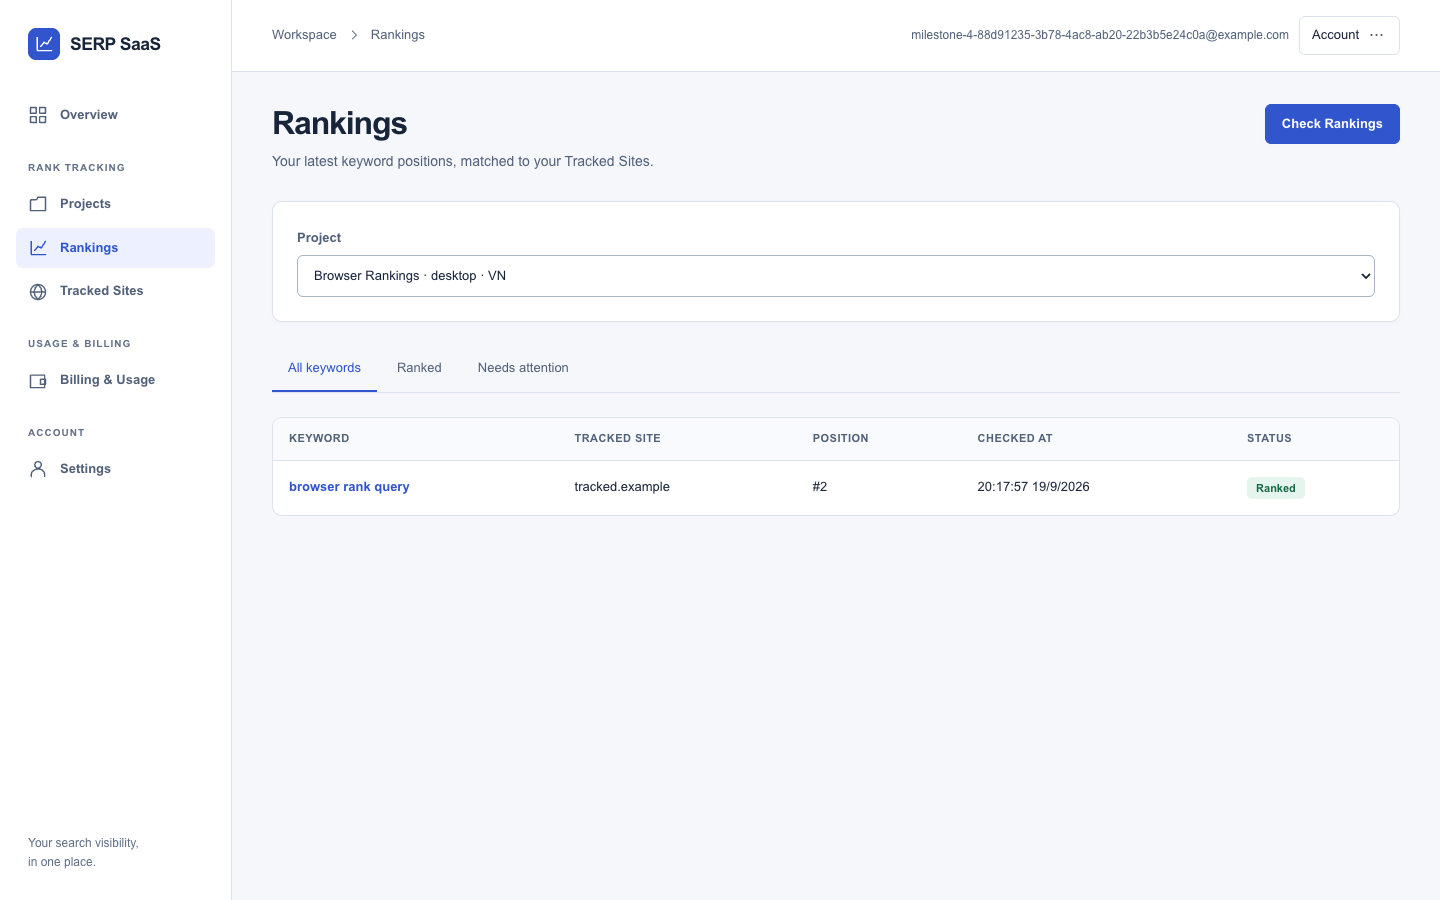 SERP SaaS
Overview
RANK TRACKING
Projects
Rankings
Tracked Sites
USAGE & BILLING
Billing & Usage
ACCOUNT
Settings
Your search visibility,
in one place.
Workspace > Rankings
milestone-4-88d91235-3b78-4ac8-ab20-22b3b5e24c0a@example.com
Account ···
Rankings
Check Rankings
Your latest keyword positions, matched to your Tracked Sites.
Project
Browser Rankings · desktop · VN
All keywords Ranked Needs attention
KEYWORD TRACKED SITE POSITION CHECKED AT STATUS
browser rank query tracked.example #2 20:17:57 19/9/2026 Ranked